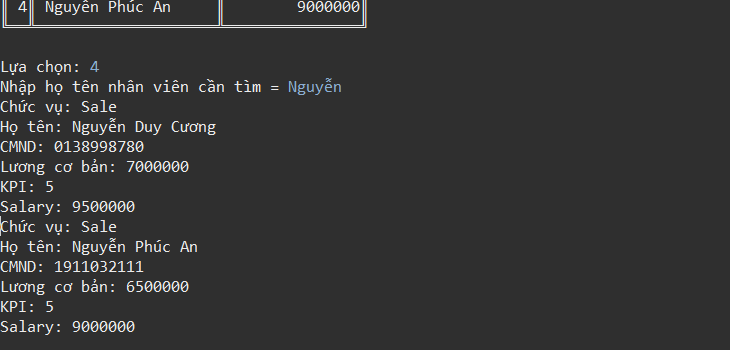 4 Nguyễn Phúc An 9000000
Lựa chọn: 4
Nhập họ tên nhân viên cần tìm = Nguyễn
Chức vụ: Sale
Họ tên: Nguyễn Duy Cương
CMND: 0138998780
Lương cơ bản: 7000000
KPI: 5
Salary: 9500000
Chức vụ: Sale
Họ tên: Nguyễn Phúc An
CMND: 1911032111
Lương cơ bản: 6500000
KPI: 5
Salary: 9000000